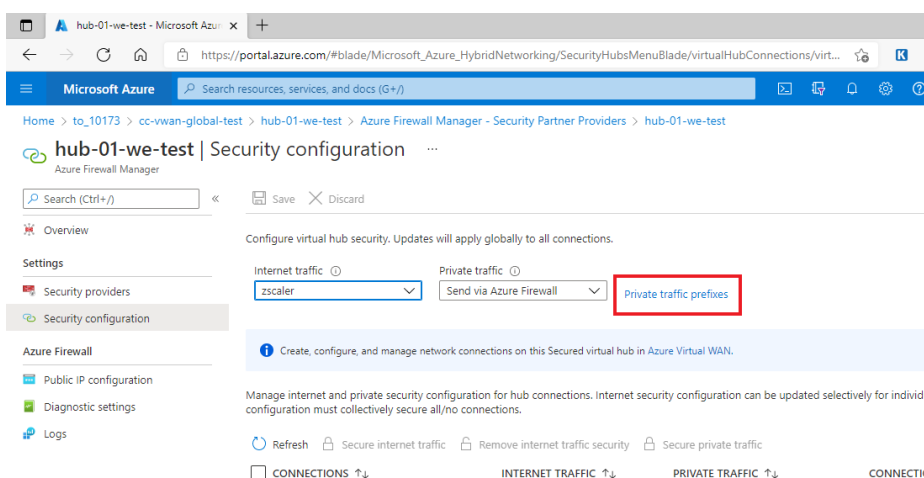 hub-01-we-test - Microsoft Azur
https://portal.azure.com/#blade/Microsoft_Azure_HybridNetworking/SecurityHubsMenuBlade/virtualHubConnections/virt...
Microsoft Azure
Search resources, services, and docs (G+/)
Home > to_10173 > cc-vwan-global-test > hub-01-we-test > Azure Firewall Manager - Security Partner Providers > hub-01-we-test
hub-01-we-test | Security configuration ...
Azure Firewall Manager
Search (Ctrl+/)
«
Save Discard
Overview
Configure virtual hub security. Updates will apply globally to all connections.
Settings
Internet traffic Private traffic
Security providers
zscaler Send via Azure Firewall Private traffic prefixes
Security configuration
Azure Firewall
Create, configure, and manage network connections on this Secured virtual hub in Azure Virtual WAN.
Public IP configuration
Diagnostic settings
Logs
Manage internet and private security configuration for hub connections. Internet security configuration can be updated selectively for individ
configuration must collectively secure all/no connections.
Refresh Secure internet traffic Remove internet traffic security Secure private traffic
CONNECTIONS ↑↓ INTERNET TRAFFIC ↑↓ PRIVATE TRAFFIC ↑↓ CONNECTI